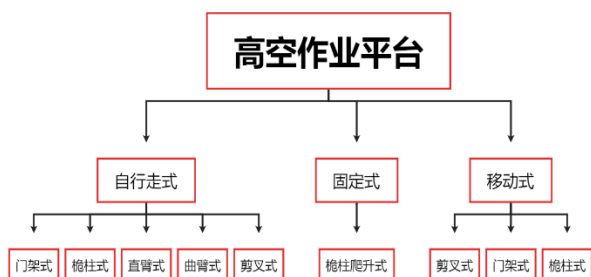 高空作业平台
自行走式
固定式
移动式
门架式
桅柱式
直臂式
曲臂式
剪叉式
桅柱爬升式
剪叉式
门架式
桅柱式